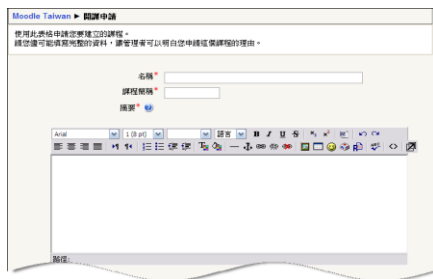 Moodle Taiwan ► 開課申請
使用此表格申請您要建立的課程。
請您儘可能填寫完整的資料，讓管理者可以明白您申請這個課程的理由。
名稱*
課程簡稱*
摘要*
Arial 1 (8 pt) 語言 B I U S
路徑: